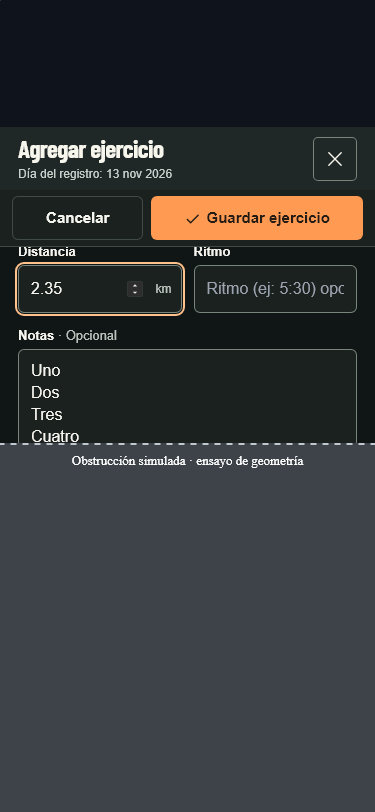 Agregar ejercicio
Día del registro: 13 nov 2026
Cancelar
Guardar ejercicio
Distancia
Ritmo
2.35
km
Ritmo (ej: 5:30) opc
Notas · Opcional
Uno
Dos
Tres
Cuatro
Obstrucción simulada · ensayo de geometría